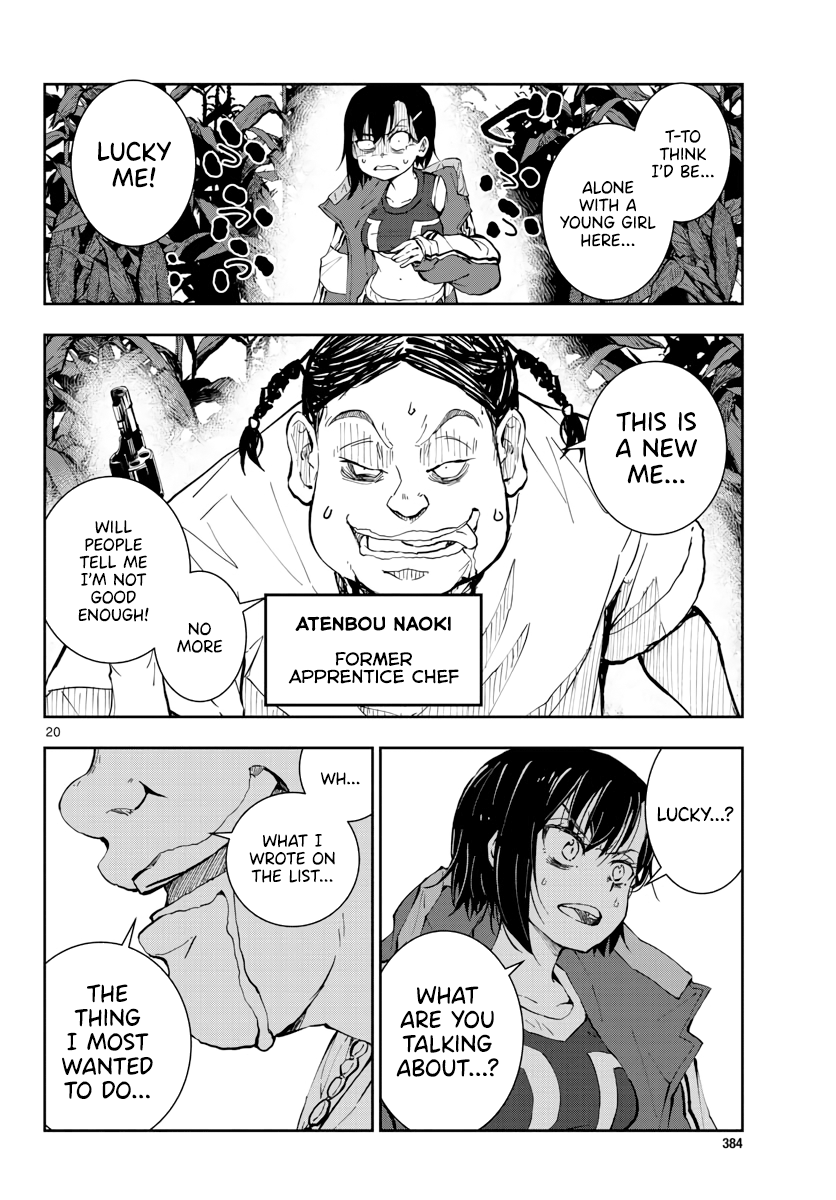 T-TO
THINK
I'D BE...
ALONE
WITH A
YOUNG GIRL
HERE...
LUCKY
ME!
THIS IS
A NEW
ME...
NO
MORE
WILL
PEOPLE
TELL ME
I'M NOT
GOOD
ENOUGH!
ATENBOU NAOKI
FORMER
APPRENTICE CHEF
20
LUCKY...?
WHAT
ARE YOU
TALKING
ABOUT...?
WH...
WHAT I
WROTE ON
THE LIST...
THE
THING
I MOST
WANTED
TO DO...
384